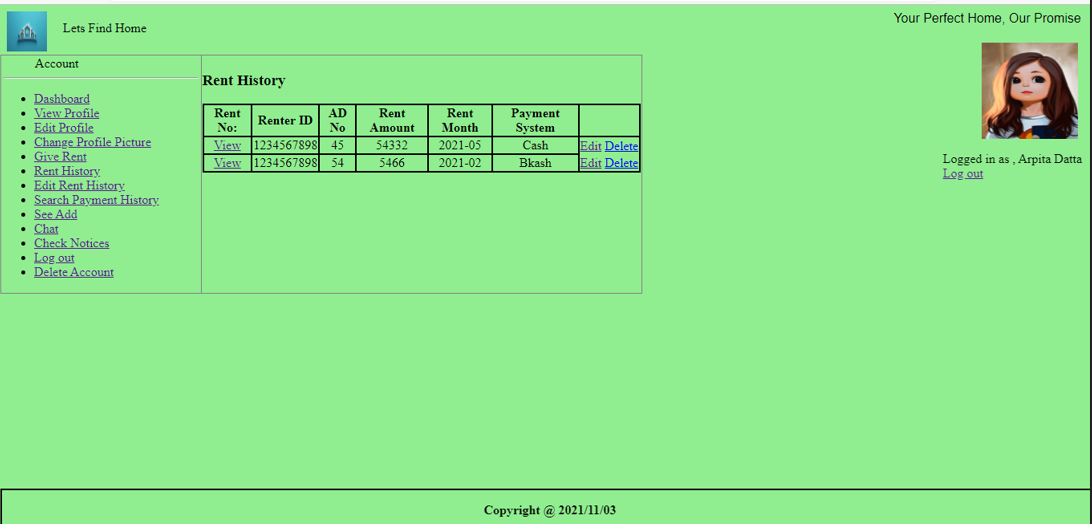 Your Perfect Home, Our Promise
Lets Find Home
Account
Dashboard
View Profile
Edit Profile
Change Profile Picture
Give Rent
Rent History
Edit Rent History
Search Payment History
See Add
Chat
Check Notices
Log out
Delete Account
Rent History
Rent No: Renter ID AD No Rent Amount Rent Month Payment System
View 1234567898 45 54332 2021-05 Cash Edit Delete
View 1234567898 54 5466 2021-02 Bkash Edit Delete
Logged in as , Arpita Datta
Log out
Copyright @ 2021/11/03